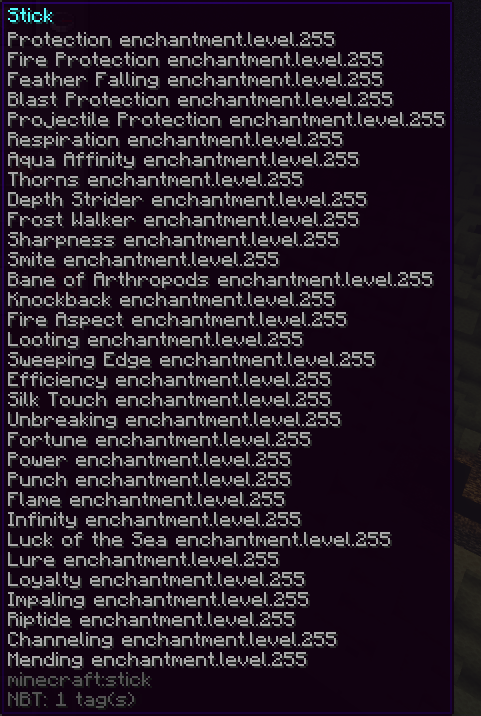 Stick
Protection enchantment.level.255
Fire Protection enchantment.level.255
Feather Falling enchantment.level.255
Blast Protection enchantment.level.255
Projectile Protection enchantment.level.255
Respiration enchantment.level.255
Aqua Affinity enchantment.level.255
Thorns enchantment.level.255
Depth Strider enchantment.level.255
Frost Walker enchantment.level.255
Sharpness enchantment.level.255
Smite enchantment.level.255
Bane of Arthropods enchantment.level.255
Knockback enchantment.level.255
Fire Aspect enchantment.level.255
Looting enchantment.level.255
Sweeping Edge enchantment.level.255
Efficiency enchantment.level.255
Silk Touch enchantment.level.255
Unbreaking enchantment.level.255
Fortune enchantment.level.255
Power enchantment.level.255
Punch enchantment.level.255
Flame enchantment.level.255
Infinity enchantment.level.255
Luck of the Sea enchantment.level.255
Lure enchantment.level.255
Loyalty enchantment.level.255
Impaling enchantment.level.255
Riptide enchantment.level.255
Channeling enchantment.level.255
Mending enchantment.level.255
minecraft:stick
NBT: 1 tag(s)